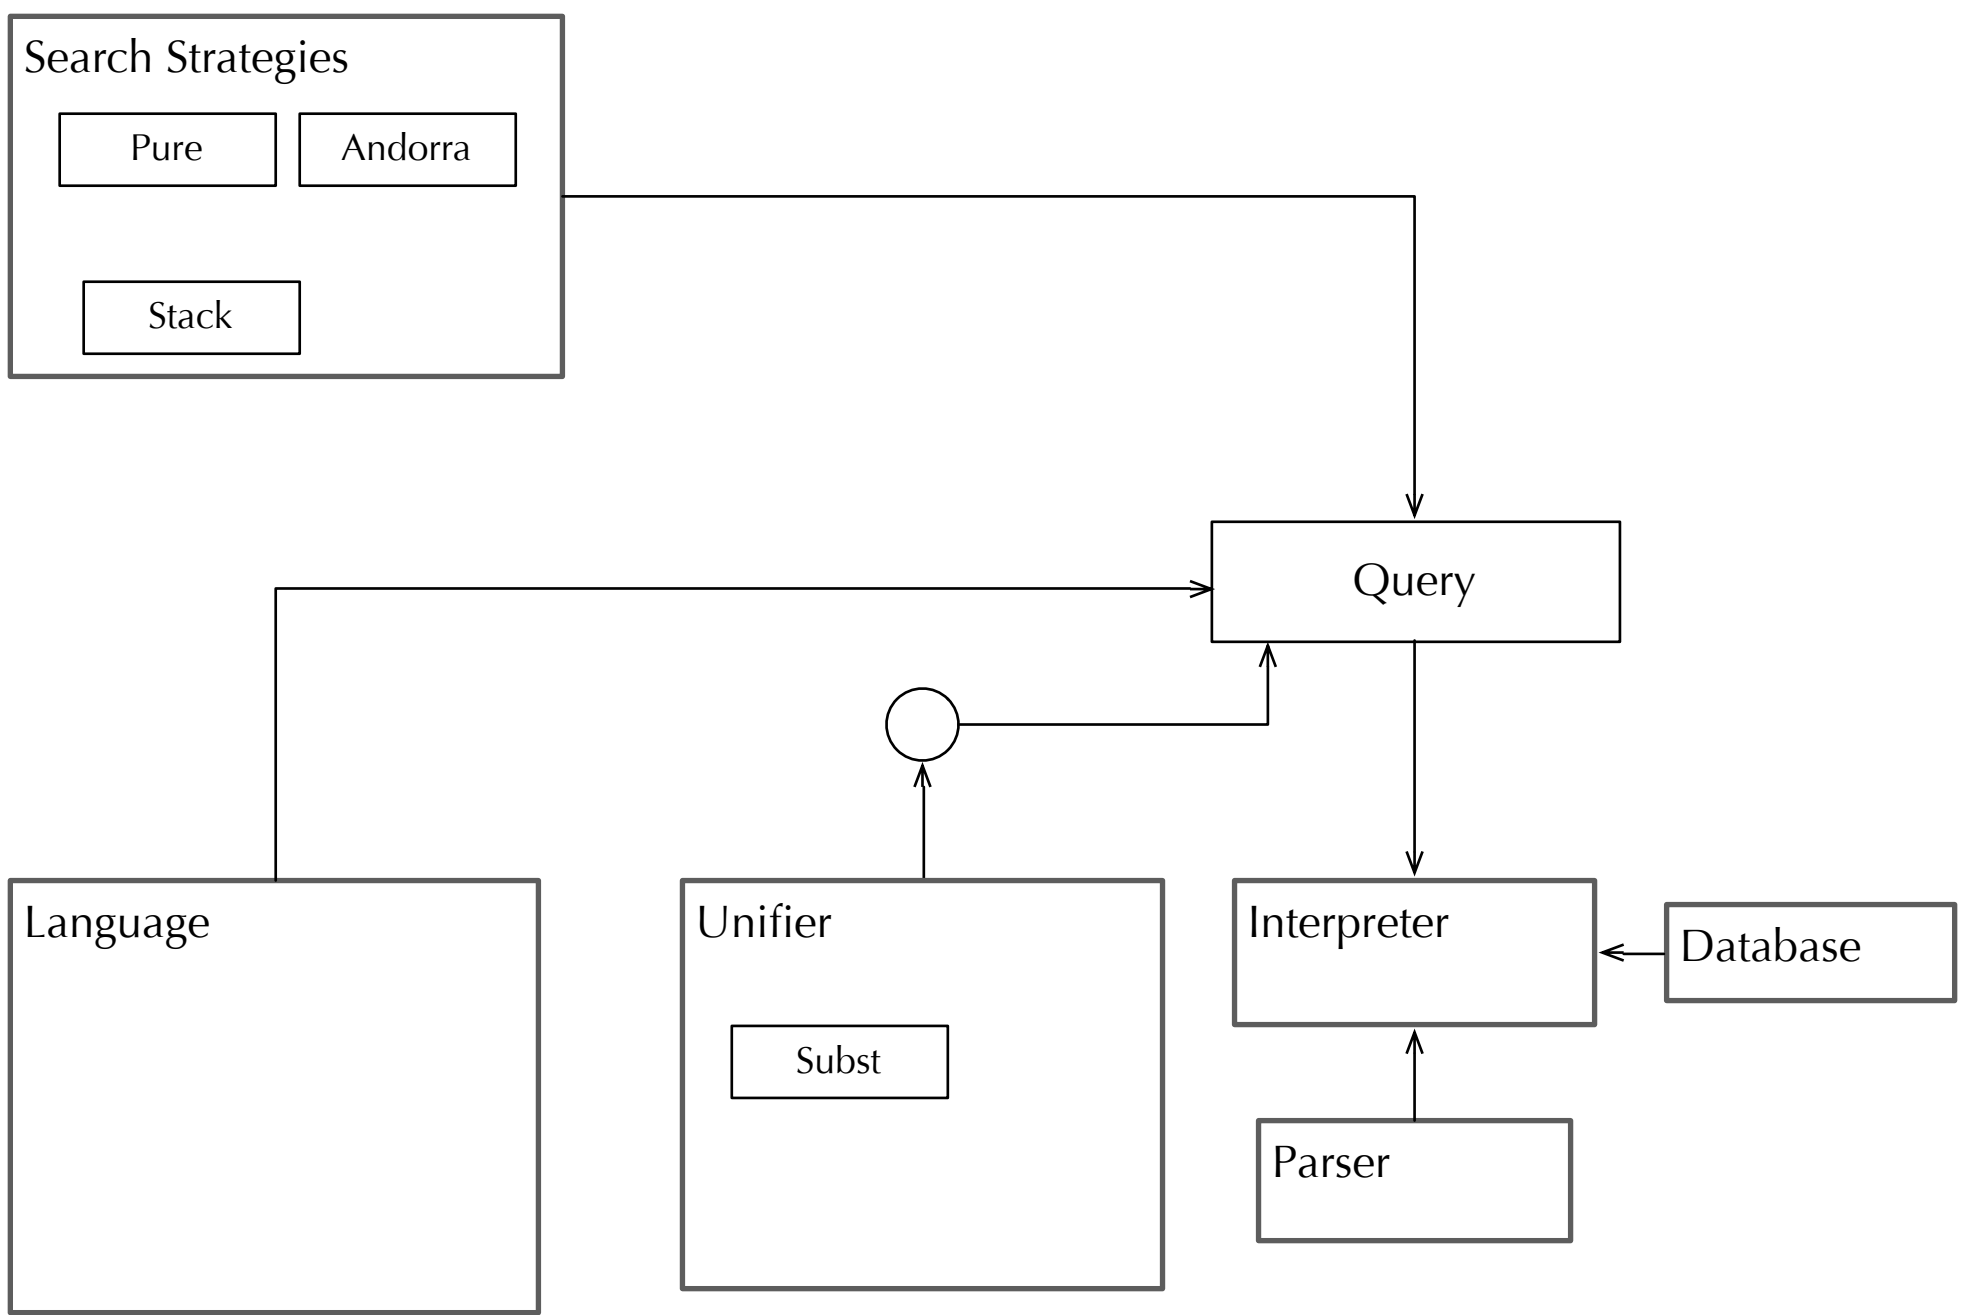 Search Strategies
Pure
Andorra
Stack
Query
Language
Unifier
Interpreter
Database
Subst
Parser